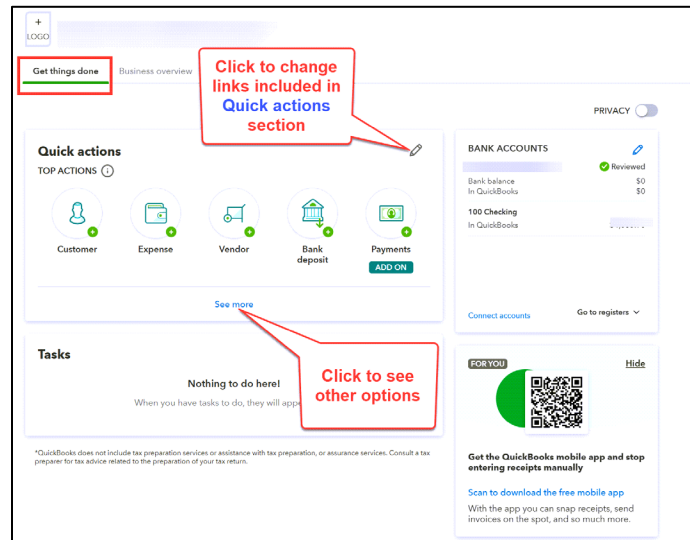 +
LOGO
Get things done
Business overview
Click to change
links included in
Quick actions
section
PRIVACY
Quick actions
TOP ACTIONS
Customer
Expense
Vendor
Bank
deposit
Payments
ADD ON
See more
BANK ACCOUNTS
Reviewed
Bank balance $0
In QuickBooks $0
100 Checking
In QuickBooks
Connect accounts
Go to registers
Tasks
Nothing to do here!
When you have tasks to do, they will
Click to see
other options
*QuickBooks does not include tax preparation services or assistance with tax preparation, or assurance services. Consult a tax
preparer for tax advice related to the preparation of your tax return.
FOR YOU
Hide
Get the QuickBooks mobile app and stop
entering receipts manually
Scan to download the free mobile app
With the app you can snap receipts, send
invoices on the spot, and so much more.